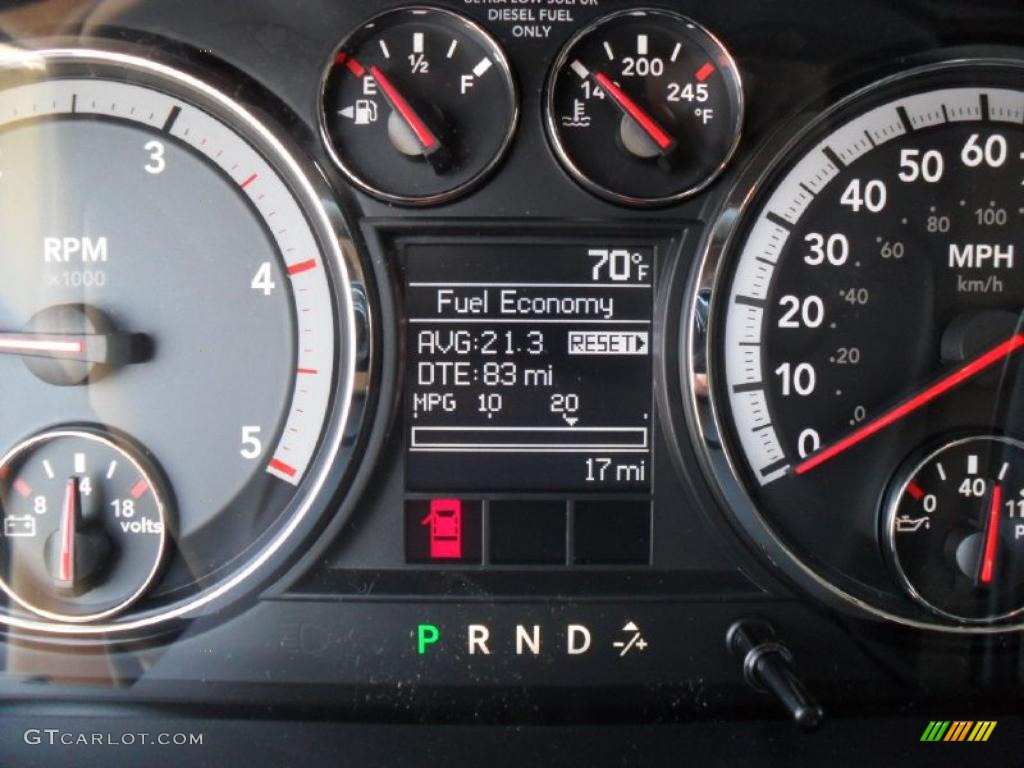 DIESEL FUEL
ONLY
½
E
F
200
140
245
°F
3
4
5
RPM
×1000
8
14
18
volts
70°F
Fuel Economy
AVG:21.3 RESET
DTE:83 mi
MPG 10 20
17 mi
P R N D -/+
60
50
40
30
20
10
0
100
80
60
40
20
0
MPH
km/h
0
40
GTCARLOT.COM